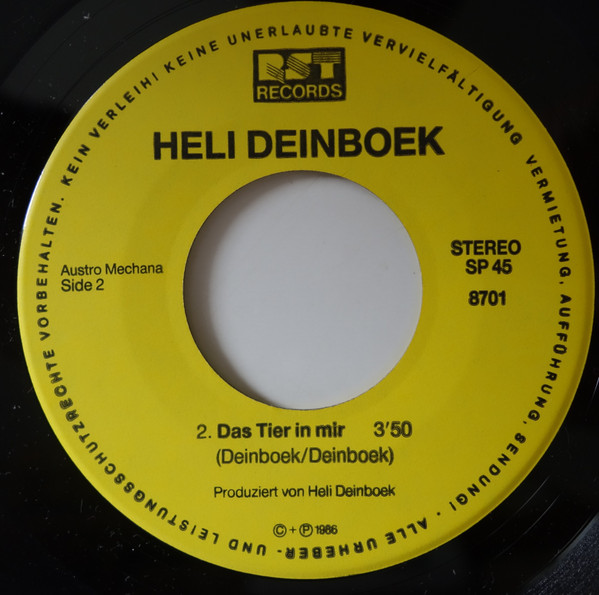 RST
RECORDS
HELI DEINBOEK
Austro Mechana
Side 2
STEREO
SP 45
8701
2. Das Tier in mir 3'50
(Deinboek/Deinboek)
Produziert von Heli Deinboek
© + ℗ 1986
· ALLE URHEBER- UND LEISTUNGSSCHUTZRECHTE VORBEHALTEN. KEIN VERLEIH! KEINE UNERLAUBTE VERVIELFÄLTIGUNG VERMIETUNG, AUFFÜHRUNG, SENDUNG!